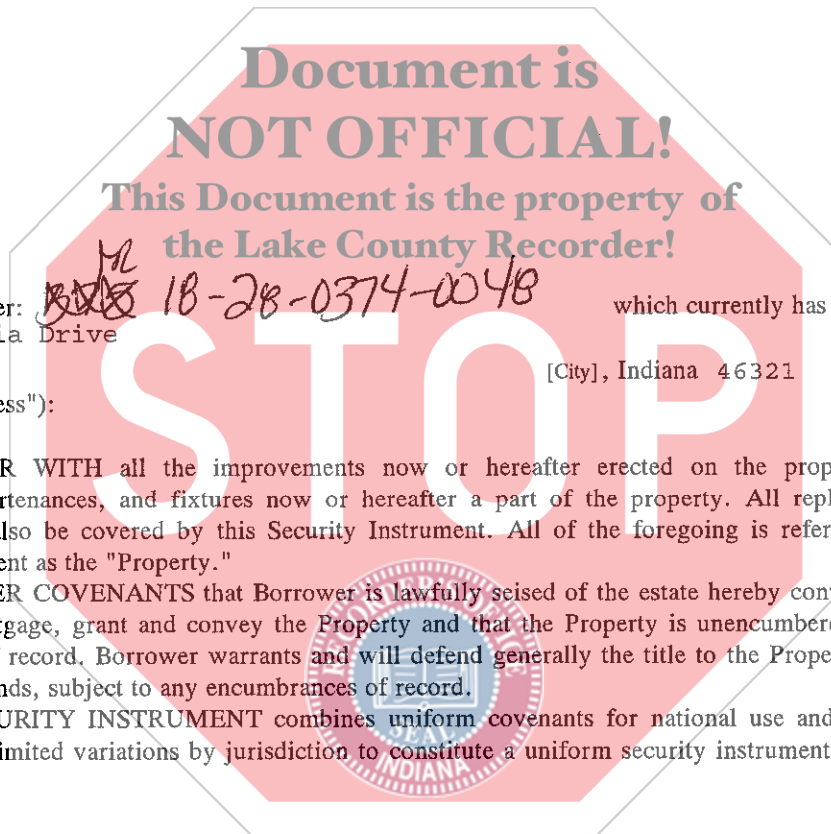 Document is
NOT OFFICIAL!
This Document is the property of
the Lake County Recorder!
er: 18-28-0374-0048 which currently has
ia Drive
[City], Indiana 46321
ess"):
STOP
R WITH all the improvements now or hereafter erected on the prop
rtenances, and fixtures now or hereafter a part of the property. All repl
lso be covered by this Security Instrument. All of the foregoing is refer
ent as the "Property."
ER COVENANTS that Borrower is lawfully seised of the estate hereby con
tgage, grant and convey the Property and that the Property is unencumber
record. Borrower warrants and will defend generally the title to the Prope
nds, subject to any encumbrances of record.
URITY INSTRUMENT combines uniform covenants for national use and
imited variations by jurisdiction to constitute a uniform security instrument
RECORDER'S OFFICE
SEAL
INDIANA